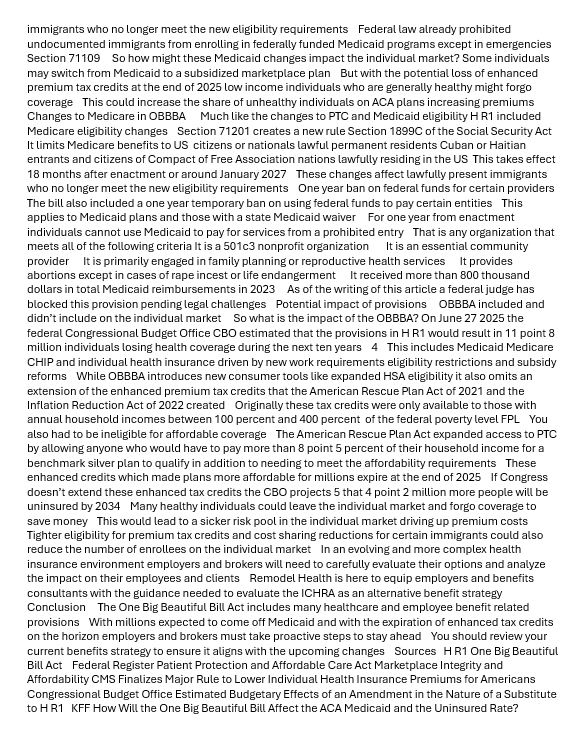 immigrants who no longer meet the new eligibility requirements   Federal law already prohibited
undocumented immigrants from enrolling in federally funded Medicaid programs except in emergencies
Section 71109   So how might these Medicaid changes impact the individual market? Some individuals
may switch from Medicaid to a subsidized marketplace plan   But with the potential loss of enhanced
premium tax credits at the end of 2025 low income individuals who are generally healthy might forgo
coverage   This could increase the share of unhealthy individuals on ACA plans increasing premiums
Changes to Medicare in OBBBA     Much like the changes to PTC and Medicaid eligibility H R1 included
Medicare eligibility changes   Section 71201 creates a new rule Section 1899C of the Social Security Act
It limits Medicare benefits to US  citizens or nationals lawful permanent residents Cuban or Haitian
entrants and citizens of Compact of Free Association nations lawfully residing in the US  This takes effect
18 months after enactment or around January 2027   These changes affect lawfully present immigrants
who no longer meet the new eligibility requirements   One year ban on federal funds for certain providers
The bill also included a one year temporary ban on using federal funds to pay certain entities   This
applies to Medicaid plans and those with a state Medicaid waiver    For one year from enactment
individuals cannot use Medicaid to pay for services from a prohibited entry   That is any organization that
meets all of the following criteria It is a 501c3 nonprofit organization     It is an essential community
provider    It is primarily engaged in family planning or reproductive health services    It provides
abortions except in cases of rape incest or life endangerment    It received more than 800 thousand
dollars in total Medicaid reimbursements in 2023   As of the writing of this article a federal judge has
blocked this provision pending legal challenges   Potential impact of provisions   OBBBA included and
didn't include on the individual market   So what is the impact of the OBBBA? On June 27 2025 the
federal Congressional Budget Office CBO estimated that the provisions in H R1 would result in 11 point 8
million individuals losing health coverage during the next ten years   4   This includes Medicaid Medicare
CHIP and individual health insurance driven by new work requirements eligibility restrictions and subsidy
reforms   While OBBBA introduces new consumer tools like expanded HSA eligibility it also omits an
extension of the enhanced premium tax credits that the American Rescue Plan Act of 2021 and the
Inflation Reduction Act of 2022 created   Originally these tax credits were only available to those with
annual household incomes between 100 percent and 400 percent  of the federal poverty level FPL   You
also had to be ineligible for affordable coverage   The American Rescue Plan Act expanded access to PTC
by allowing anyone who would have to pay more than 8 point 5 percent of their household income for a
benchmark silver plan to qualify in addition to needing to meet the affordability requirements   These
enhanced credits which made plans more affordable for millions expire at the end of 2025   If Congress
doesn't extend these enhanced tax credits the CBO projects 5 that 4 point 2 million more people will be
uninsured by 2034   Many healthy individuals could leave the individual market and forgo coverage to
save money   This would lead to a sicker risk pool in the individual market driving up premium costs
Tighter eligibility for premium tax credits and cost sharing reductions for certain immigrants could also
reduce the number of enrollees on the individual market   In an evolving and more complex health
insurance environment employers and brokers will need to carefully evaluate their options and analyze
the impact on their employees and clients   Remodel Health is here to equip employers and benefits
consultants with the guidance needed to evaluate the ICHRA as an alternative benefit strategy
Conclusion    The One Big Beautiful Bill Act includes many healthcare and employee benefit related
provisions   With millions expected to come off Medicaid and with the expiration of enhanced tax credits
on the horizon employers and brokers must take proactive steps to stay ahead   You should review your
current benefits strategy to ensure it aligns with the upcoming changes   Sources   H R1 One Big Beautiful
Bill Act   Federal Register Patient Protection and Affordable Care Act Marketplace Integrity and
Affordability CMS Finalizes Major Rule to Lower Individual Health Insurance Premiums for Americans
Congressional Budget Office Estimated Budgetary Effects of an Amendment in the Nature of a Substitute
to H R1   KFF How Will the One Big Beautiful Bill Affect the ACA Medicaid and the Uninsured Rate?